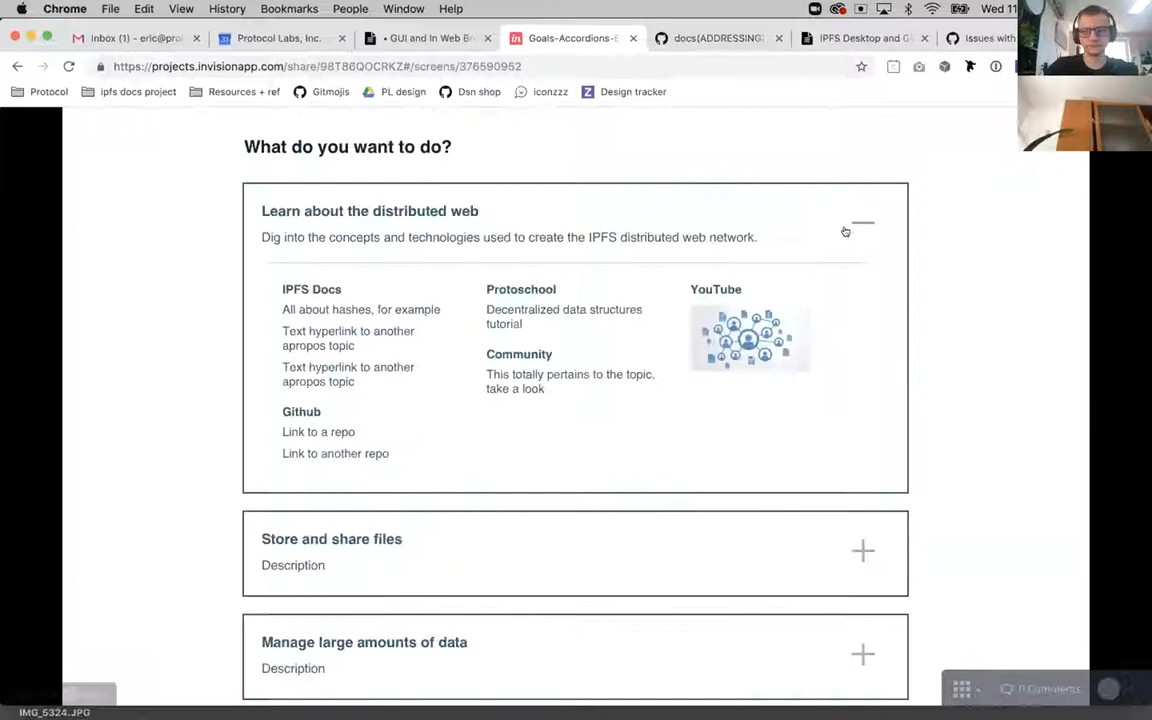 Chrome File Edit View History Bookmarks People Window Help Wed 11
Inbox (1) - eric@pro
Protocol Labs, Inc.
• GUI and In Web Br
Goals-Accordions-E
docs(ADDRESSING:
IPFS Desktop and G
Issues with
https://projects.invisionapp.com/share/98T86QOCRKZ#/screens/376590952
Protocol
ipfs docs project
Resources + ref
Gitmojis
PL design
Dsn shop
iconzzz
Design tracker
What do you want to do?
Learn about the distributed web
Dig into the concepts and technologies used to create the IPFS distributed web network.
IPFS Docs
All about hashes, for example
Text hyperlink to another
apropos topic
Text hyperlink to another
apropos topic
Github
Link to a repo
Link to another repo
Protoschool
Decentralized data structures
tutorial
Community
This totally pertains to the topic,
take a look
YouTube
Store and share files
Description
Manage large amounts of data
Description
0 Comments
IMG_5324.JPG